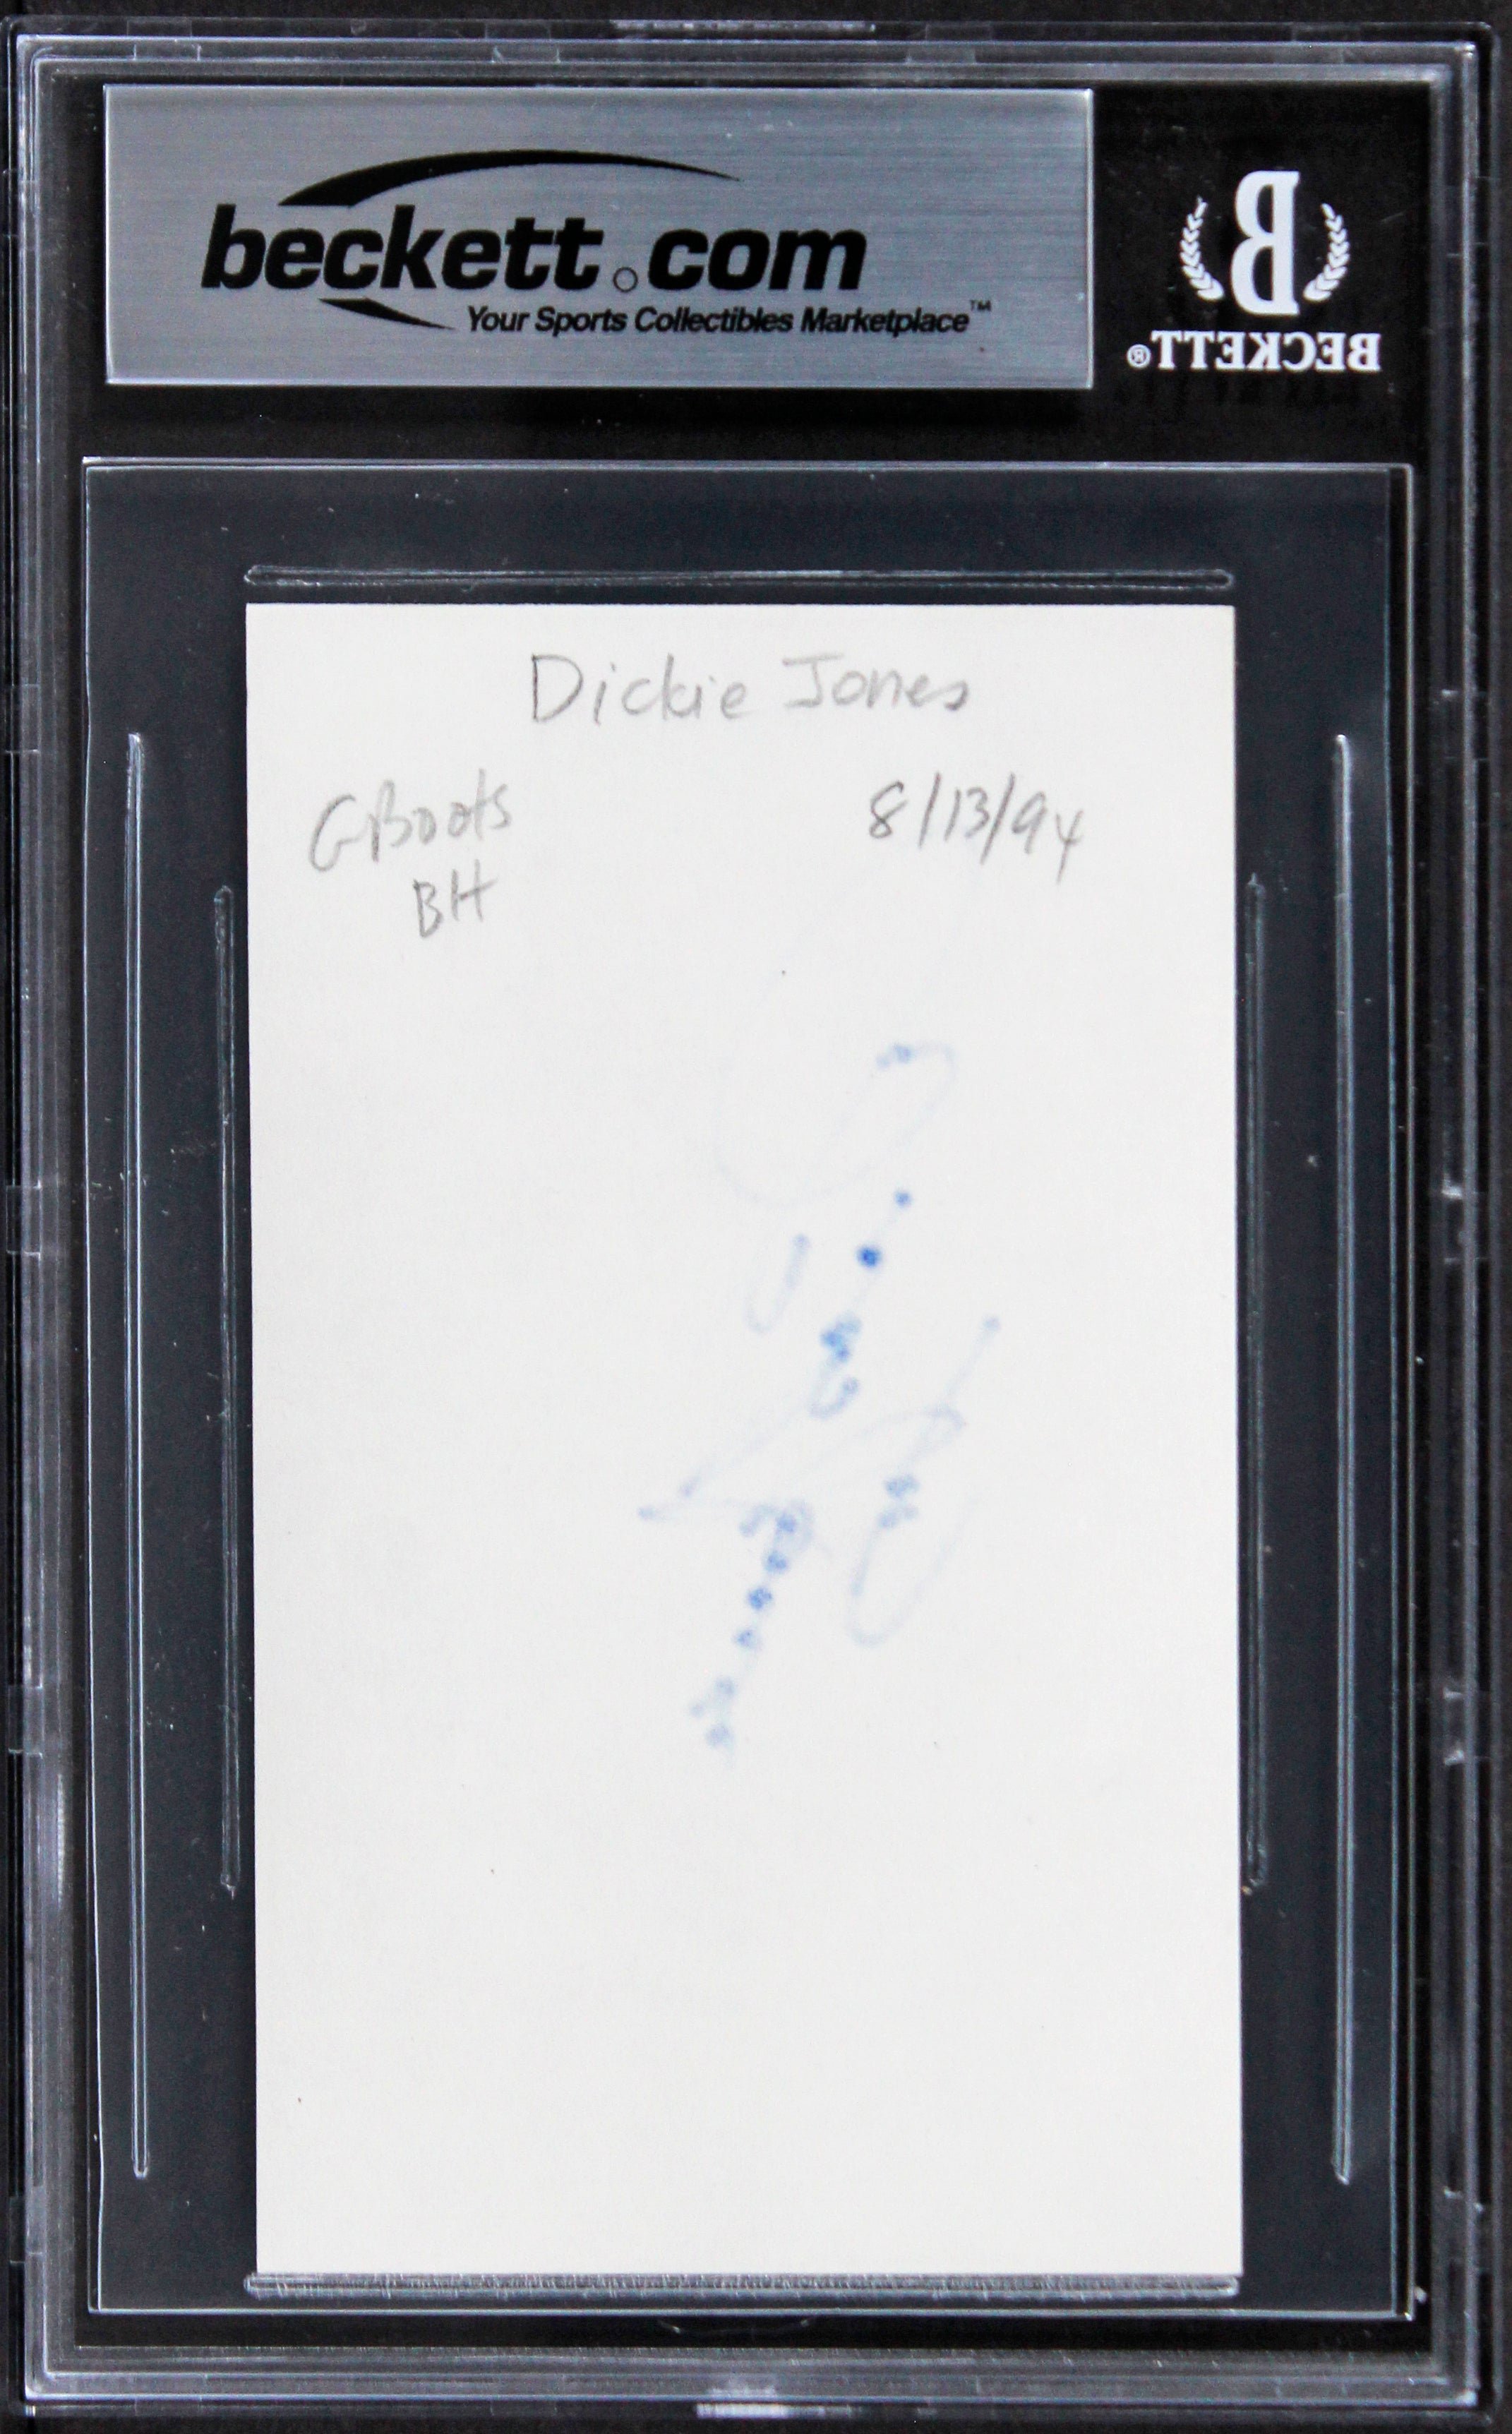 beckett.com
Your Sports Collectibles Marketplace™
B
BECKETT®
Dickie Jones
GBoots 8/13/94
BH